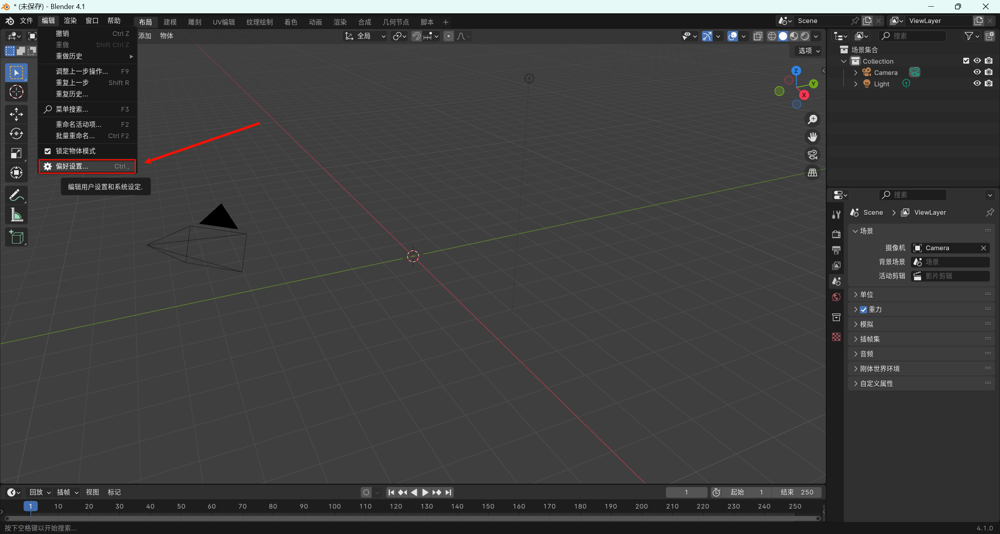 * (未保存) - Blender 4.1
文件 编辑 渲染 窗口 帮助 布局 建模 雕刻 UV编辑 纹理绘制 着色 动画 渲染 合成 几何节点 脚本 + Scene ViewLayer
添加 物体 全局 搜索
撤销 Ctrl Z
重做 Shift Ctrl Z
重做历史
调整上一步操作... F9
重复上一步 Shift R
重复历史...
菜单搜索... F3
重命名活动项... F2
批量重命名... Ctrl F2
锁定物体模式
偏好设置... Ctrl ,
编辑用户设置和系统设定.
选项
Z
Y
X
场景集合
Collection
Camera
Light
搜索
Scene > ViewLayer
场景
摄像机 Camera
背景场景 场景
活动剪辑 影片剪辑
单位
重力
模拟
插帧集
音频
刚体世界环境
自定义属性
回放 插帧 视图 标记 1 起始 1 结束 250
1 10 20 30 40 50 60 70 80 90 100 110 120 130 140 150 160 170 180 190 200 210 220 230 240 250
按下空格键以开始搜索... 4.1.0